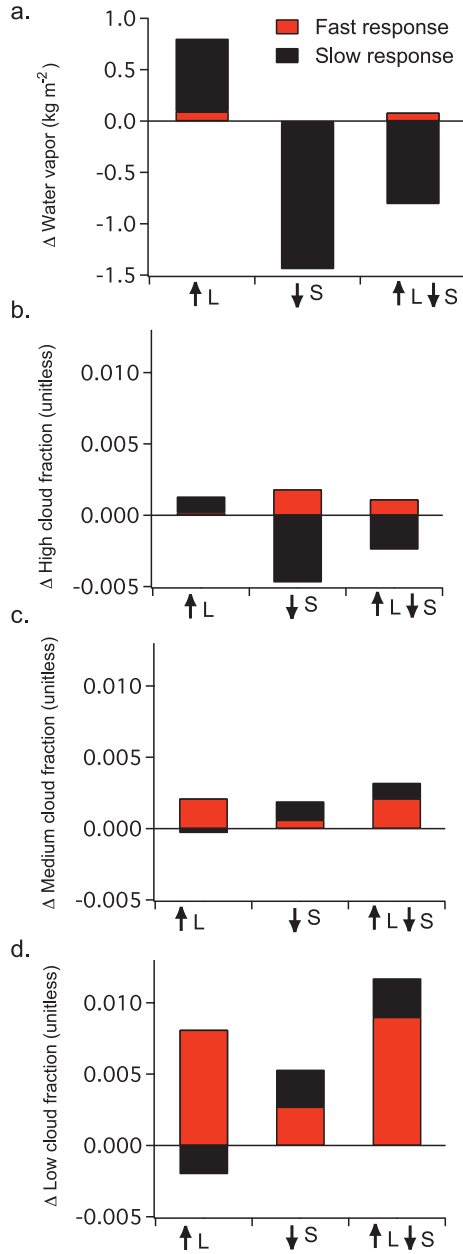 a.
Δ Water vapor (kg m⁻²)
1.0
0.5
0.0
-0.5
-1.0
-1.5
Fast response
Slow response
↑ L
↓ S
↑ L ↓ S
b.
Δ High cloud fraction (unitless)
0.010
0.005
0.000
-0.005
↑ L
↓ S
↑ L ↓ S
c.
Δ Medium cloud fraction (unitless)
0.010
0.005
0.000
-0.005
↑ L
↓ S
↑ L ↓ S
d.
Δ Low cloud fraction (unitless)
0.010
0.005
0.000
-0.005
↑ L
↓ S
↑ L ↓ S